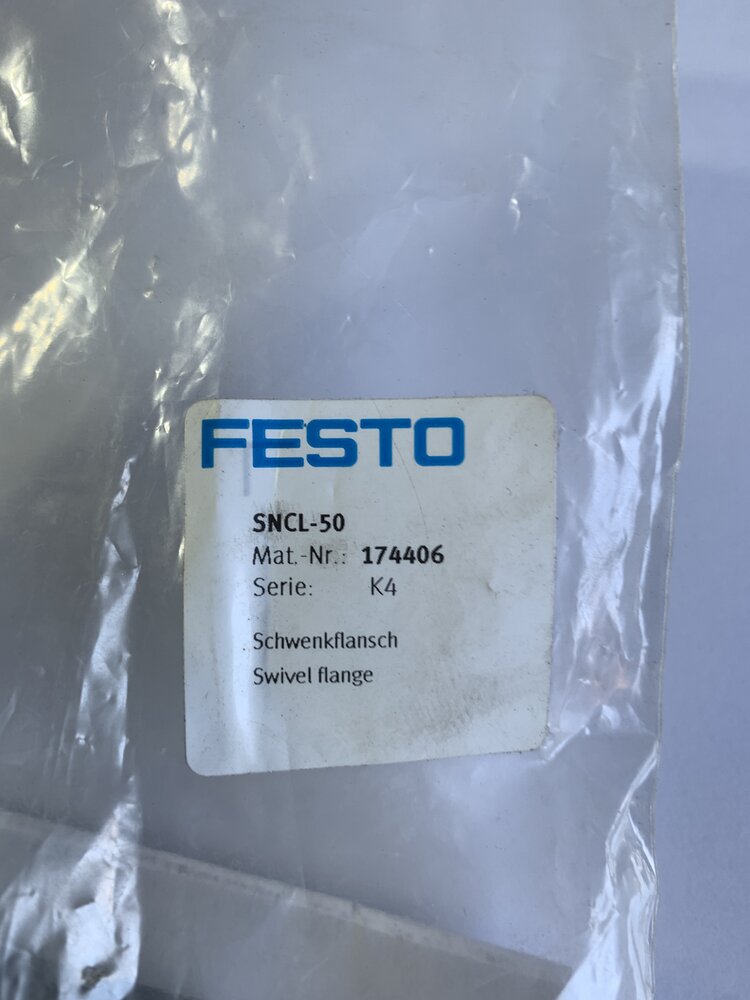 FESTO
SNCL-50
Mat.-Nr.: 174406
Serie: K4
Schwenkflansch
Swivel flange